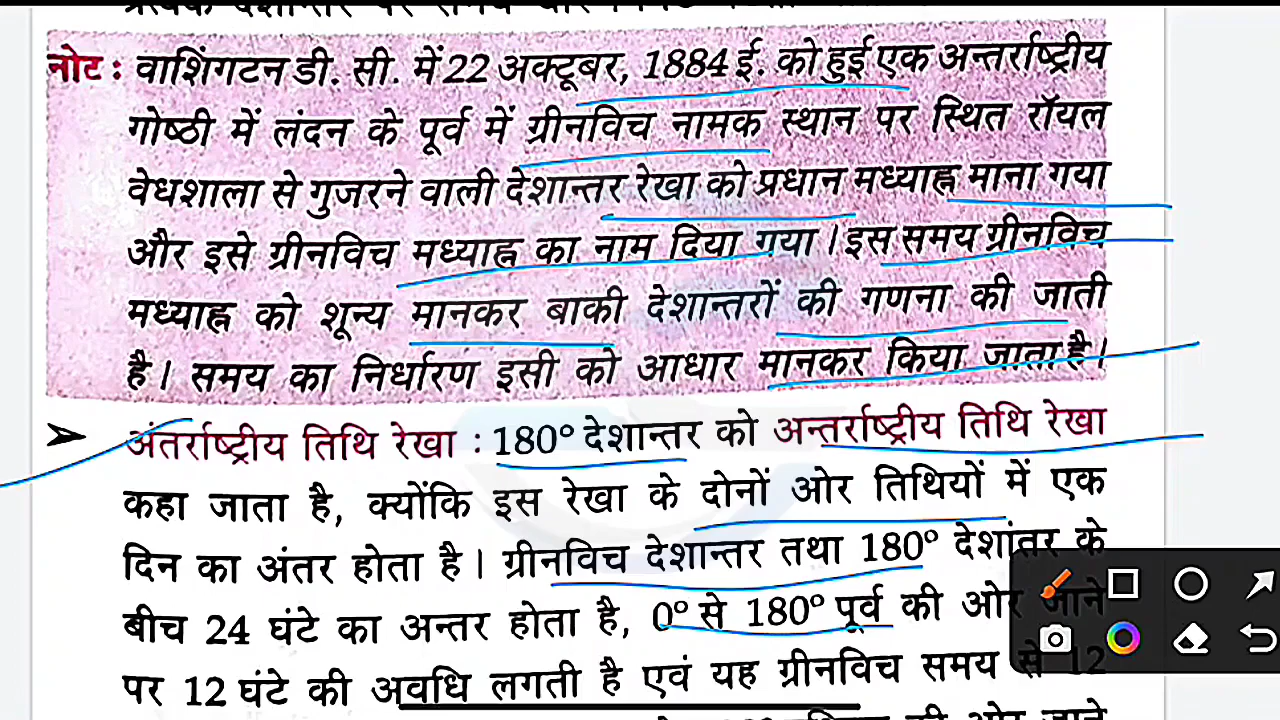 नोट : वाशिंगटन डी. सी. में 22 अक्टूबर, 1884 ई. को हुई एक अन्तर्राष्ट्रीय
गोष्ठी में लंदन के पूर्व में ग्रीनविच नामक स्थान पर स्थित रॉयल
वेधशाला से गुजरने वाली देशान्तर रेखा को प्रधान मध्याह्न माना गया
और इसे ग्रीनविच मध्याह्न का नाम दिया गया । इस समय ग्रीनविच
मध्याह्न को शून्य मानकर बाकी देशान्तरों की गणना की जाती
है। समय का निर्धारण इसी को आधार मानकर किया जाता है।
➤ अंतर्राष्ट्रीय तिथि रेखा : 180° देशान्तर को अन्तर्राष्ट्रीय तिथि रेखा
कहा जाता है, क्योंकि इस रेखा के दोनों ओर तिथियों में एक
दिन का अंतर होता है। ग्रीनविच देशान्तर तथा 180° देशांतर के
बीच 24 घंटे का अन्तर होता है, 0° से 180° पूर्व की ओर जाने
पर 12 घंटे की अवधि लगती है एवं यह ग्रीनविच समय से 12